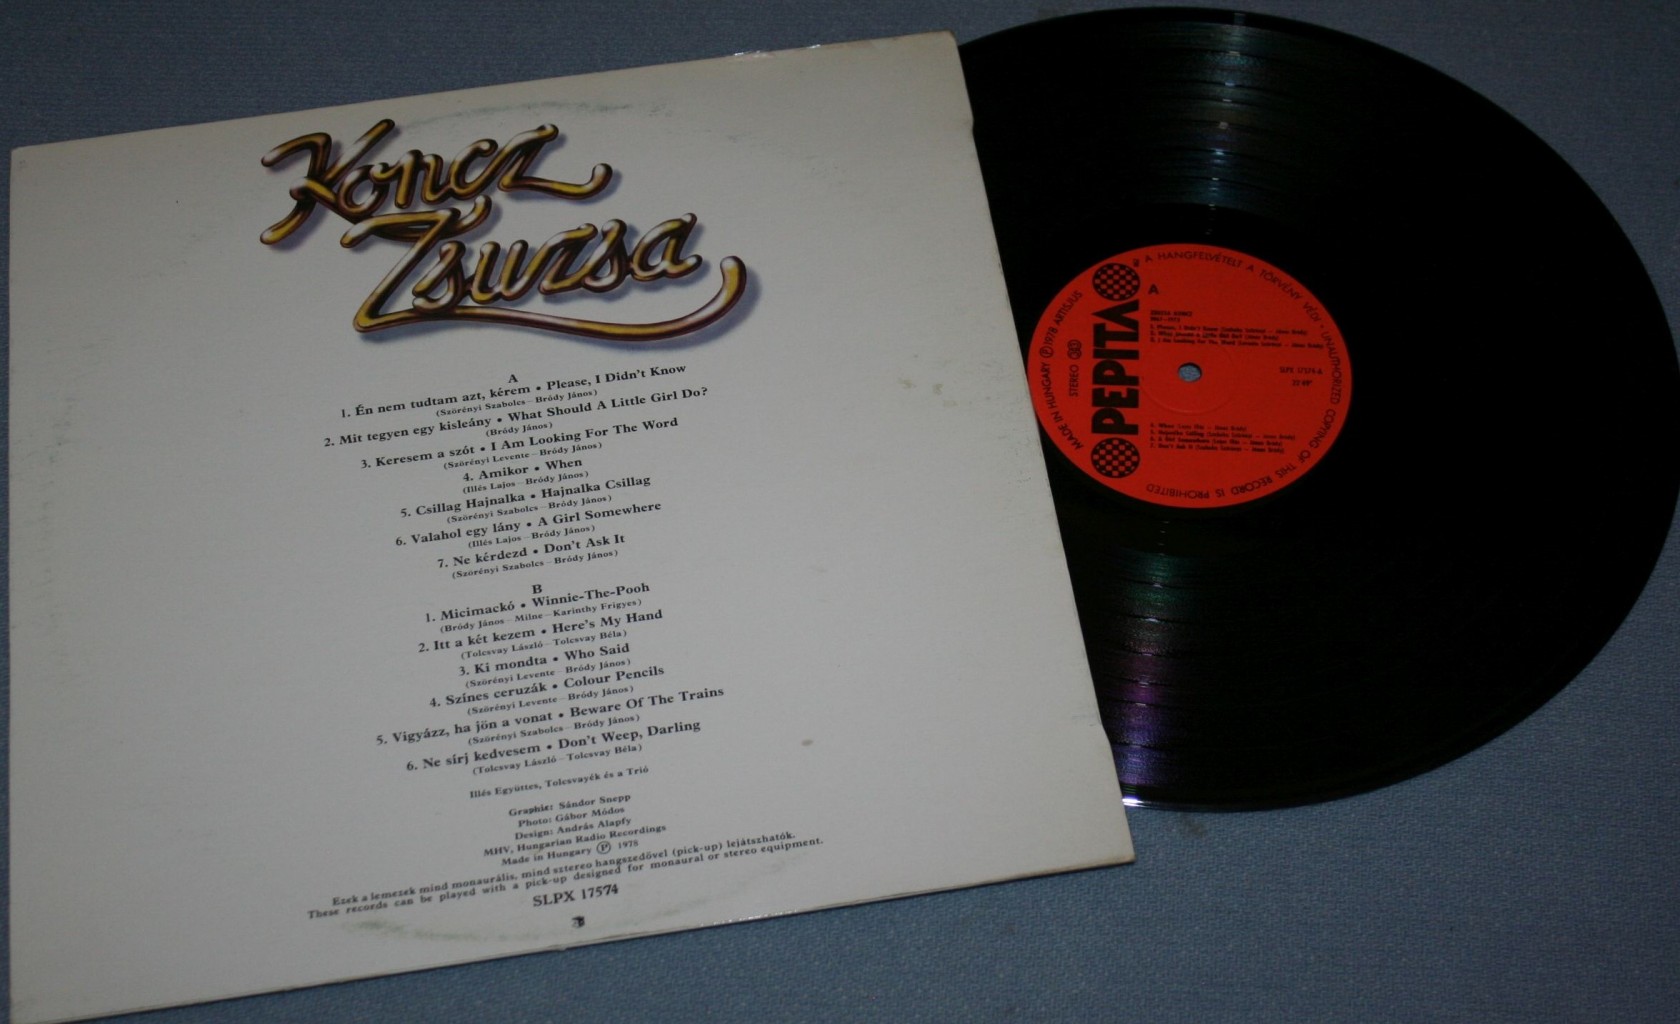 Koncz
Zsuzsa
A
1. Én nem tudtam azt, kérem • Please, I Didn't Know
(Szörényi Szabolcs – Bródy János)
2. Mit tegyen egy kisleány • What Should A Little Girl Do?
(Bródy János)
3. Keresem a szót • I Am Looking For The Word
(Szörényi Levente – Bródy János)
4. Amikor • When
(Illés Lajos – Bródy János)
5. Csillag Hajnalka • Hajnalka Csillag
(Szörényi Szabolcs – Bródy János)
6. Valahol egy lány • A Girl Somewhere
(Illés Lajos – Bródy János)
7. Ne kérdezd • Don't Ask It
(Szörényi Szabolcs – Bródy János)
B
1. Micimackó • Winnie-The-Pooh
(Bródy János – Milne – Karinthy Frigyes)
2. Itt a két kezem • Here's My Hand
(Tolcsvay László – Tolcsvay Béla)
3. Ki mondta • Who Said
(Szörényi Levente – Bródy János)
4. Színes ceruzák • Colour Pencils
(Szörényi Levente – Bródy János)
5. Vigyázz, ha jön a vonat • Beware Of The Trains
(Szörényi Szabolcs – Bródy János)
6. Ne sírj kedvesem • Don't Weep, Darling
(Tolcsvay László – Tolcsvay Béla)
Illés Együttes, Tolcsvayék és a Trió
Graphic: Sándor Snepp
Photo: Gábor Módos
Design: András Alapfy
MHV, Hungarian Radio Recordings
Made in Hungary Ⓟ 1978
Ezek a lemezek mind monaurális, mind sztereo hangszedővel (pick-up) lejátszhatók.
These records can be played with a pick-up designed for monaural or stereo equipment.
SLPX 17574
A HANGFELVÉTELT A TÖRVÉNY VÉDI • UNAUTHORIZED COPYING OF THIS RECORD IS PROHIBITED
MADE IN HUNGARY Ⓟ 1978 ARTISJUS
STEREO
PEPITA
A
SLPX 17574-A